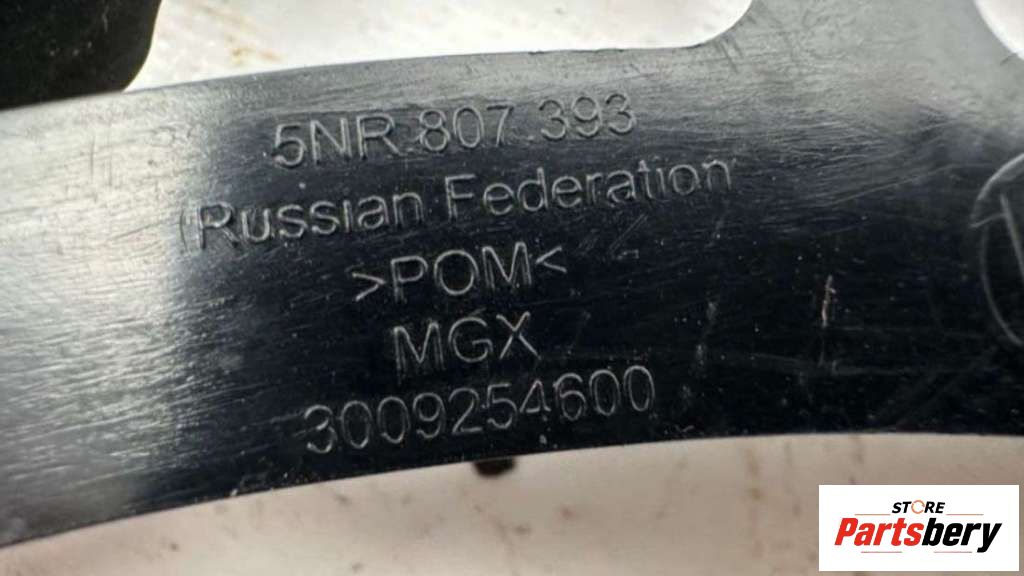 5NR.807.393
(Russian Federation
>POM<
MGX
3009254600
STORE
Partsbery